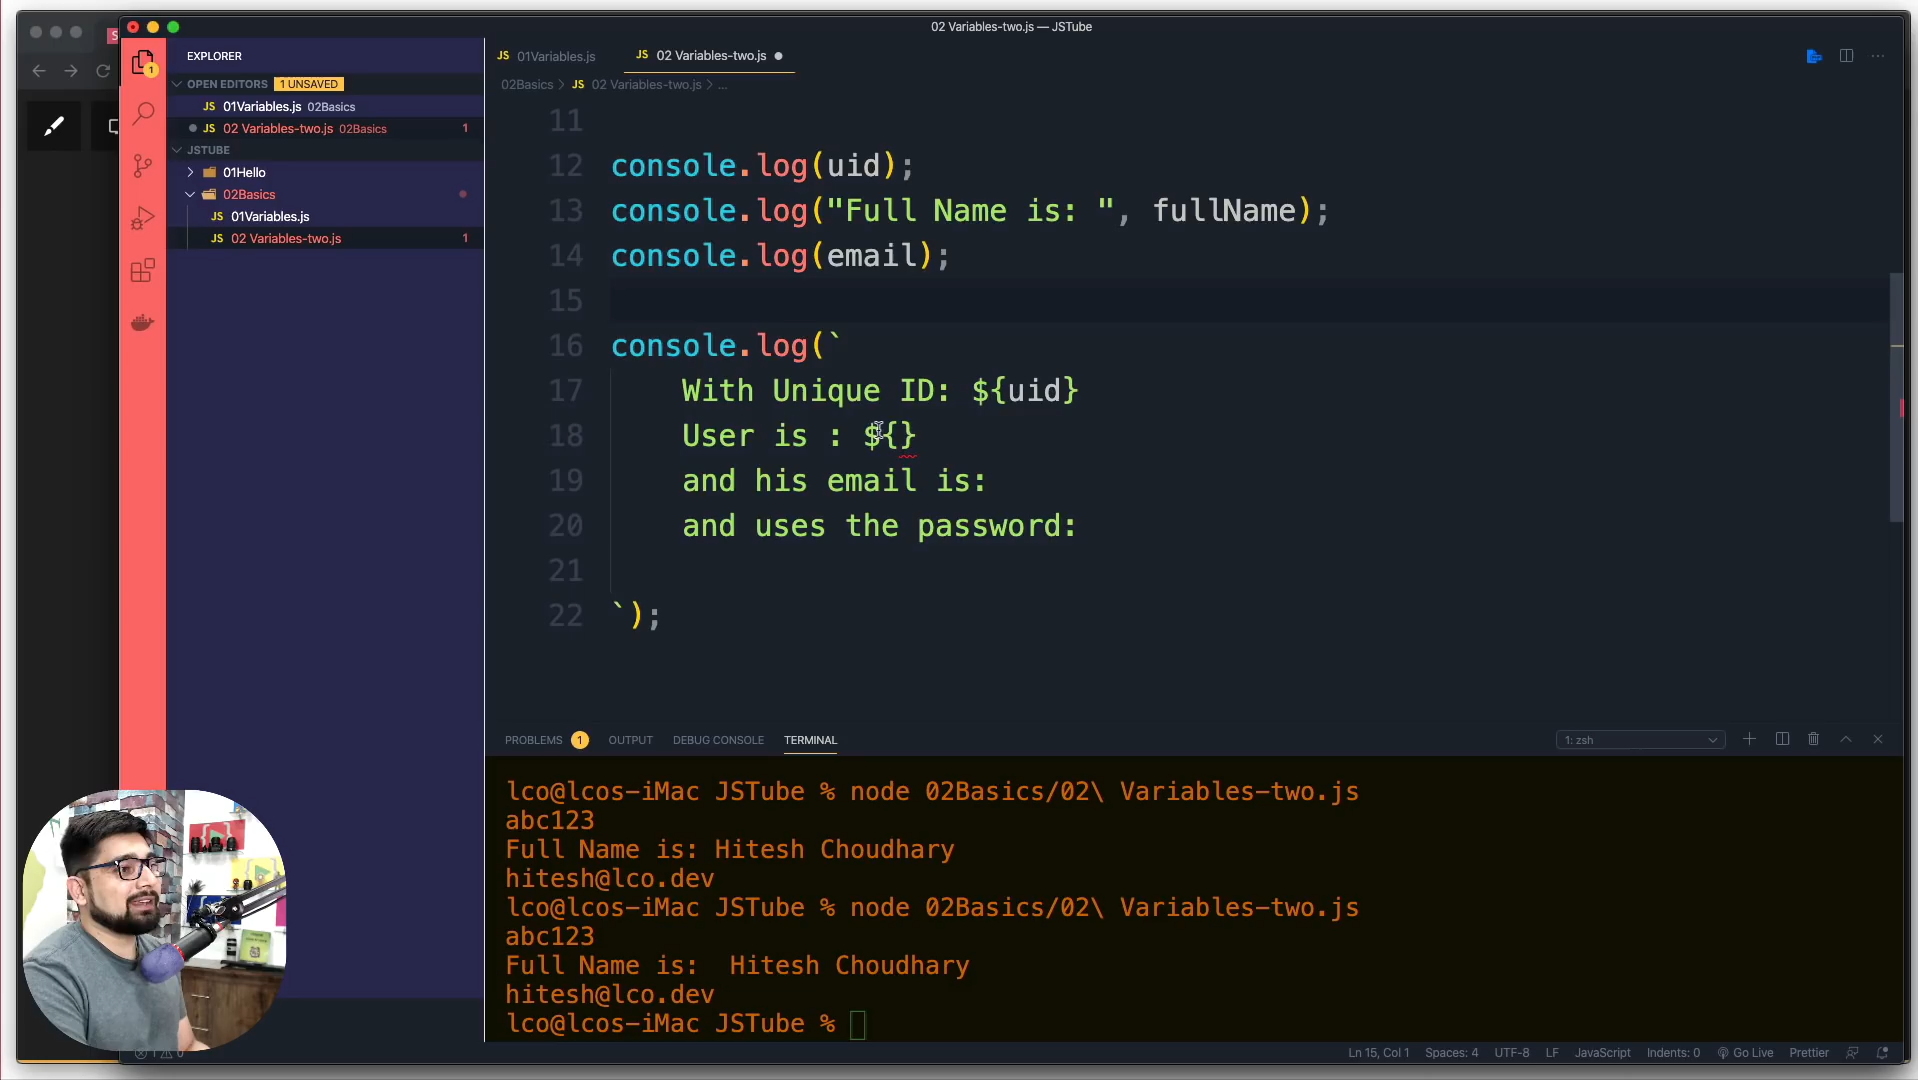 02 Variables-two.js — JSTube
EXPLORER
OPEN EDITORS 1 UNSAVED
JS 01Variables.js 02Basics
JS 02 Variables-two.js 02Basics 1
JSTUBE
01Hello
02Basics
JS 01Variables.js
JS 02 Variables-two.js 1
1
JS 01Variables.js
JS 02 Variables-two.js
02Basics > JS 02 Variables-two.js > ...
11
12 console.log(uid);
13 console.log("Full Name is: ", fullName);
14 console.log(email);
15
16 console.log(`
17 With Unique ID: ${uid}
18 User is : ${}
19 and his email is:
20 and uses the password:
21
22 `);
PROBLEMS 1 OUTPUT DEBUG CONSOLE TERMINAL 1: zsh
lco@lcos-iMac JSTube % node 02Basics/02\ Variables-two.js
abc123
Full Name is: Hitesh Choudhary
hitesh@lco.dev
lco@lcos-iMac JSTube % node 02Basics/02\ Variables-two.js
abc123
Full Name is:  Hitesh Choudhary
hitesh@lco.dev
lco@lcos-iMac JSTube %
1 0 Ln 15, Col 1 Spaces: 4 UTF-8 LF JavaScript Indents: 0 Go Live Prettier